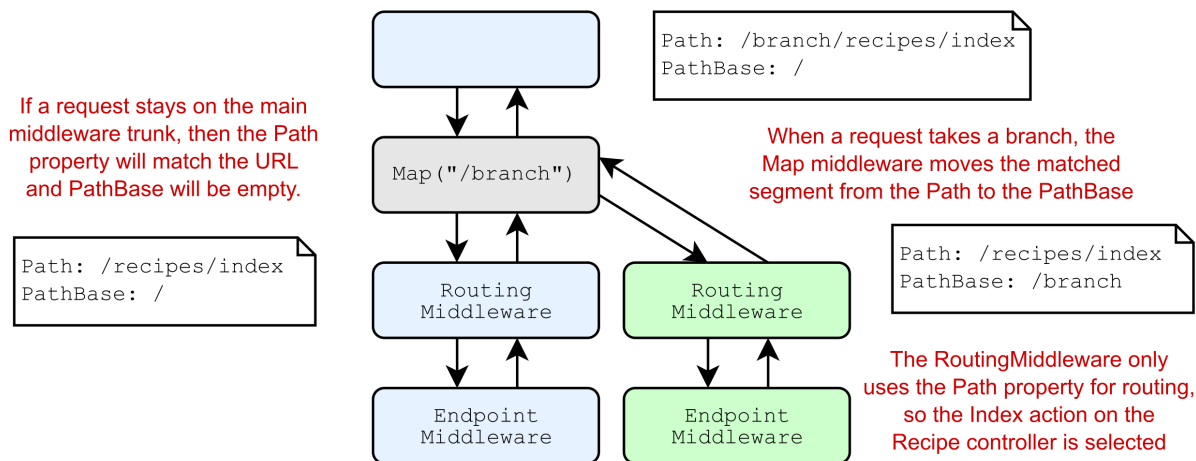 Path: /branch/recipes/index
PathBase: /
If a request stays on the main
middleware trunk, then the Path
property will match the URL
and PathBase will be empty.
When a request takes a branch, the
Map middleware moves the matched
segment from the Path to the PathBase
Map("/branch")
Path: /recipes/index
PathBase: /
Path: /recipes/index
PathBase: /branch
Routing
Middleware
Routing
Middleware
The RoutingMiddleware only
uses the Path property for routing,
so the Index action on the
Recipe controller is selected
Endpoint
Middleware
Endpoint
Middleware